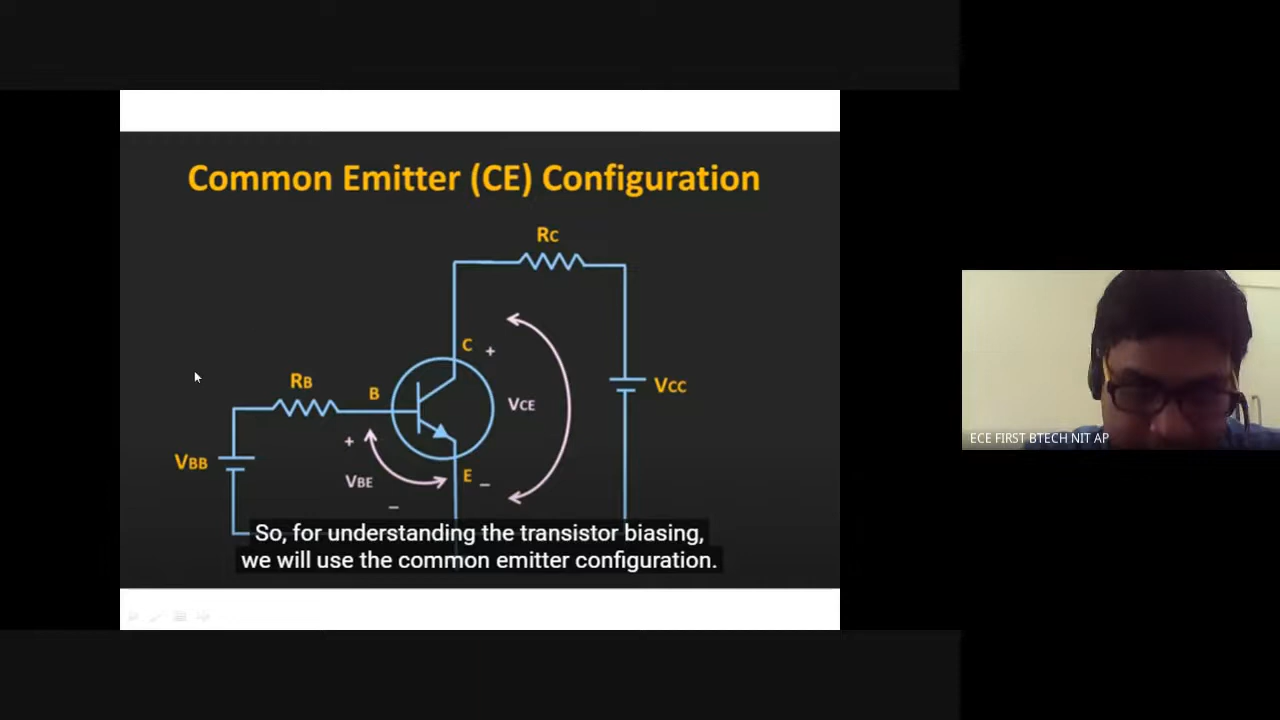 Common Emitter (CE) Configuration
RC
C
+
RB
B
VCE
VCC
+
VBB
VBE
E
–
–
So, for understanding the transistor biasing,
we will use the common emitter configuration.
ECE FIRST BTECH NIT AP